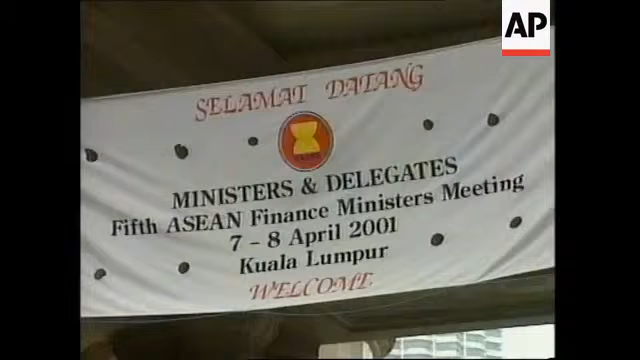 AP
SELAMAT DATANG
MINISTERS & DELEGATES
Fifth ASEAN Finance Ministers Meeting
7 - 8 April 2001
Kuala Lumpur
WELCOME